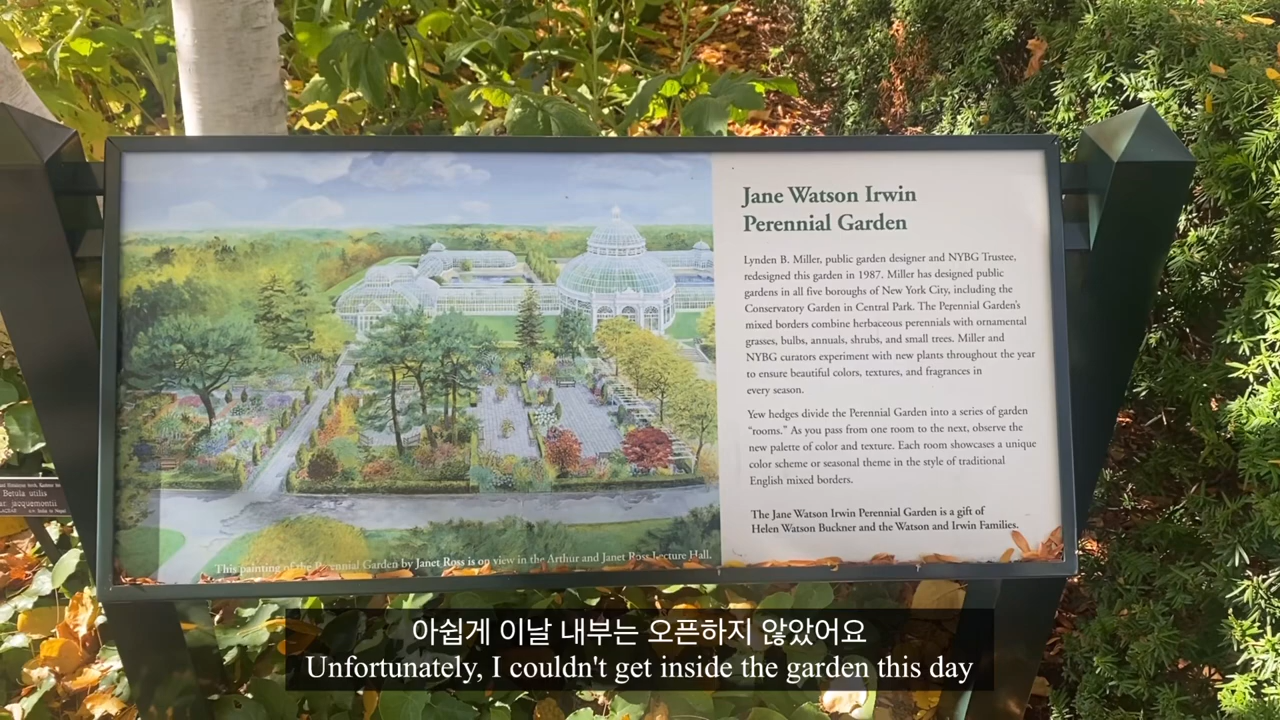 Jane Watson Irwin
Perennial Garden
Lynden B. Miller, public garden designer and NYBG Trustee,
redesigned this garden in 1987. Miller has designed public
gardens in all five boroughs of New York City, including the
Conservatory Garden in Central Park. The Perennial Garden's
mixed borders combine herbaceous perennials with ornamental
grasses, bulbs, annuals, shrubs, and small trees. Miller and
NYBG curators experiment with new plants throughout the year
to ensure beautiful colors, textures, and fragrances in
every season.
Yew hedges divide the Perennial Garden into a series of garden
"rooms." As you pass from one room to the next, observe the
new palette of color and texture. Each room showcases a unique
color scheme or seasonal theme in the style of traditional
English mixed borders.
The Jane Watson Irwin Perennial Garden is a gift of
Helen Watson Buckner and the Watson and Irwin Families.
This painting of the Perennial Garden by Janet Ross is on view in the Arthur and Janet Ross Lecture Hall.
Betula utilis
jacquemontii
아쉽게 이날 내부는 오픈하지 않았어요
Unfortunately, I couldn't get inside the garden this day